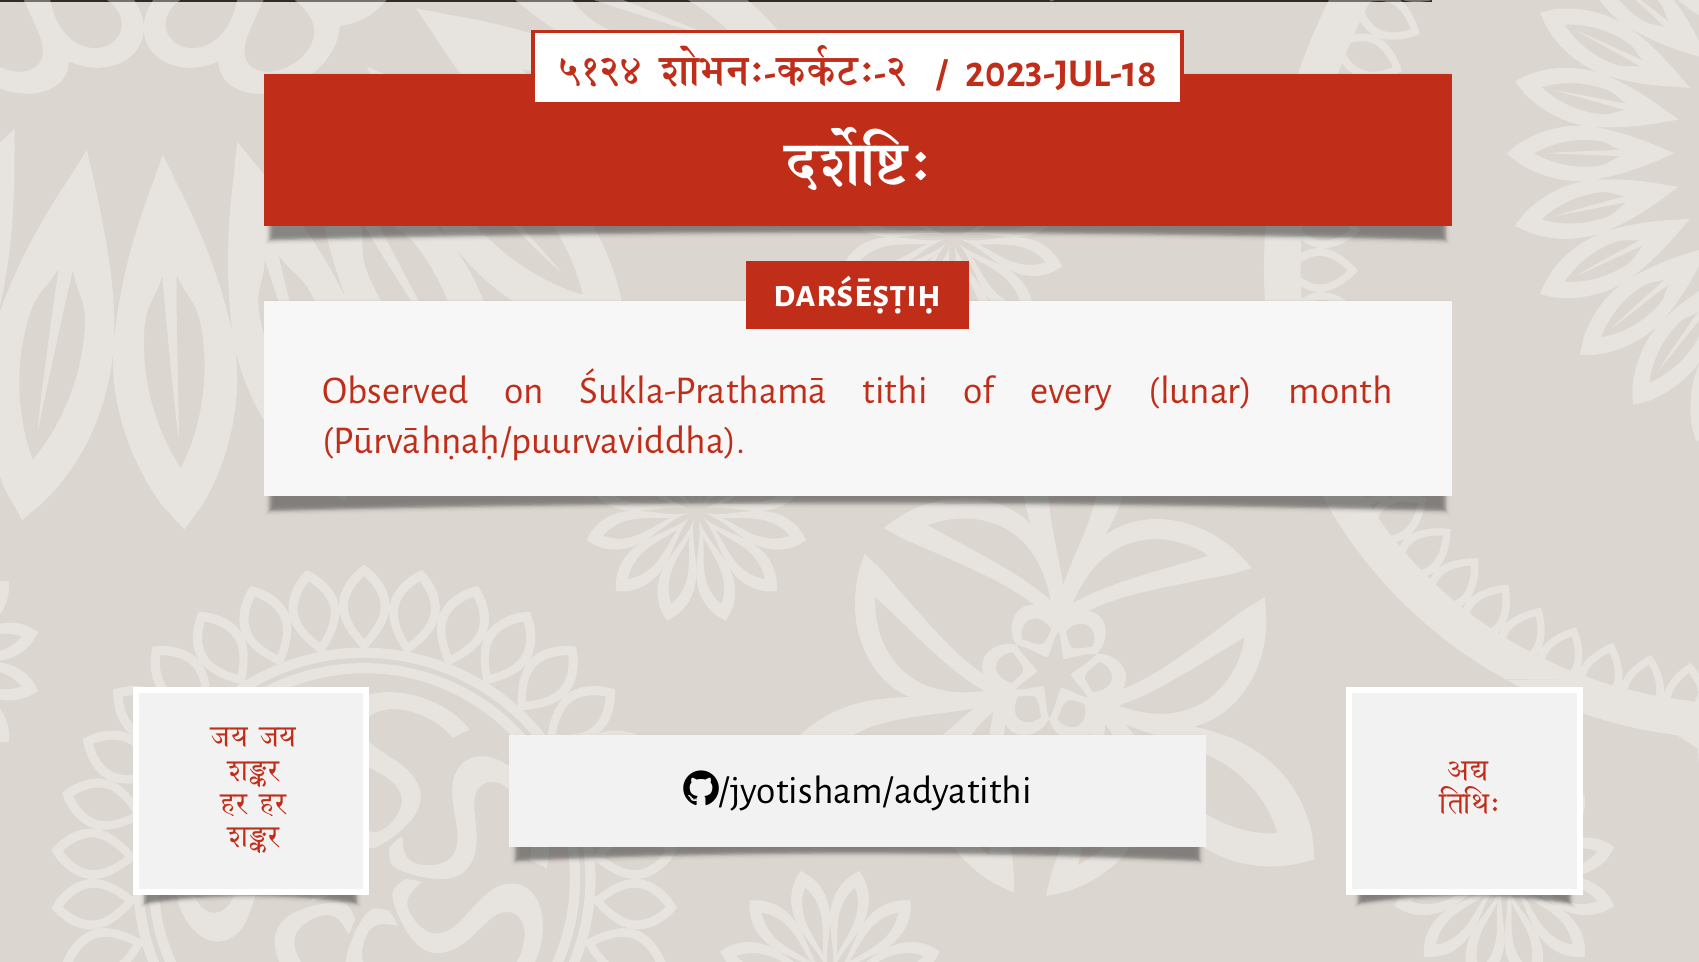 ५१२४ शोभनः-कर्कटः-२ / 2023-JUL-18
दर्शेष्टिः
DARŚĒṢṬIḤ
Observed on Śukla-Prathamā tithi of every (lunar) month
(Pūrvāhṇaḥ/puurvaviddha).
जय जय
शङ्कर
हर हर
शङ्कर
/jyotisham/adyatithi
अद्य
तिथिः